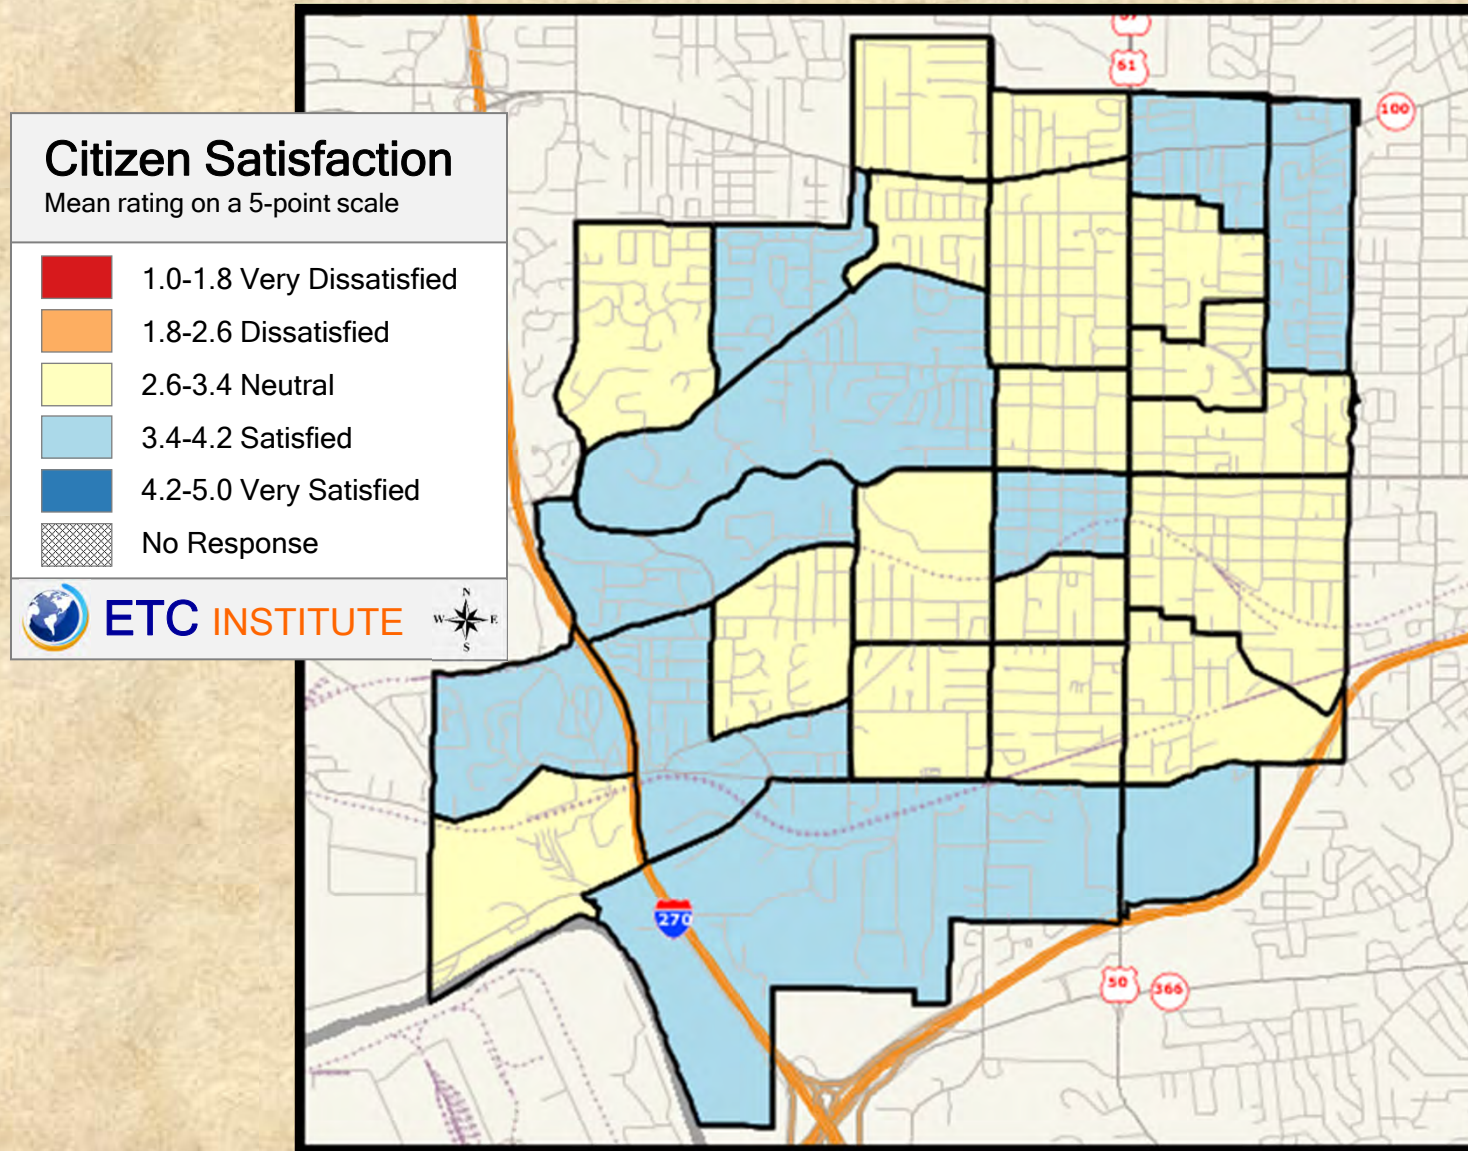 Citizen Satisfaction
Mean rating on a 5-point scale
1.0-1.8 Very Dissatisfied
1.8-2.6 Dissatisfied
2.6-3.4 Neutral
3.4-4.2 Satisfied
4.2-5.0 Very Satisfied
No Response
ETC INSTITUTE
N
W E
S
67
61
100
270
50
366